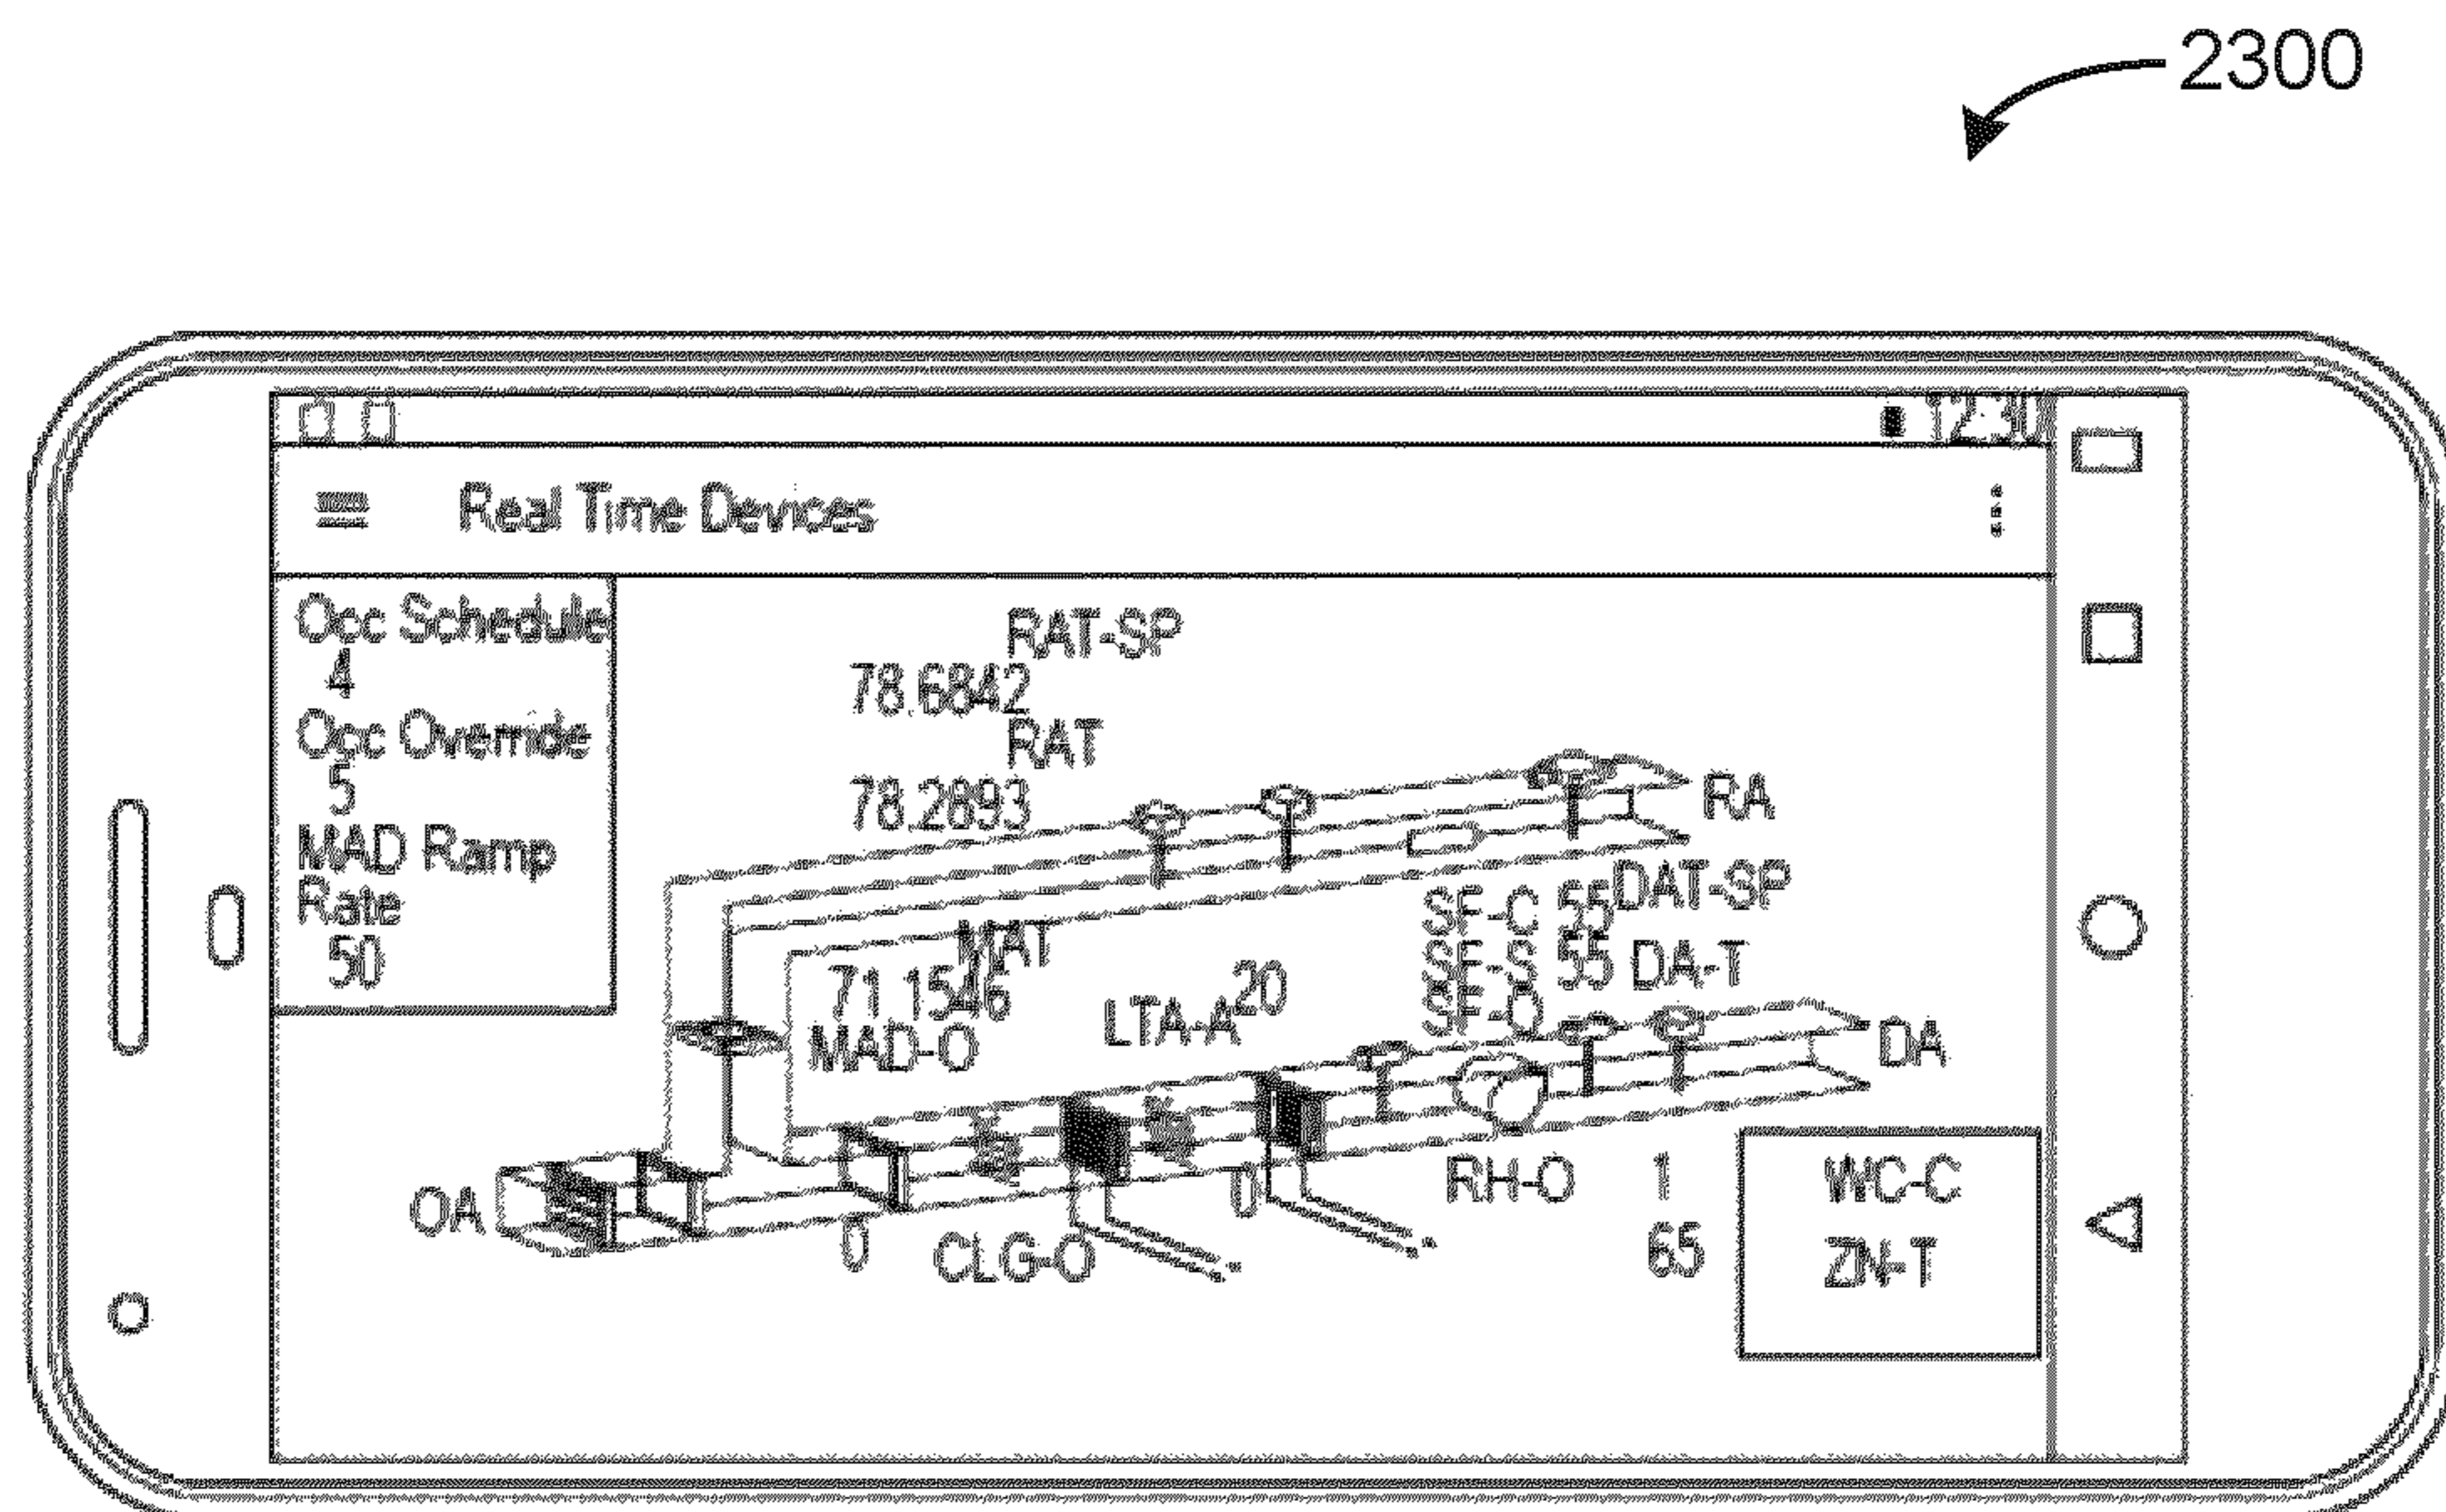 2300
12:30
Real Time Devices
Occ Schedule
4
Occ Override
5
MAD Ramp
Rate
50
RAT-SP
78.6842
RAT
78.2893
RA
DAT-SP
SF-C 55
SF-S 55 DA-T
SF-O
MAT
71.1546
MAD-O
LTA-A 20
DA
OA
0
CLG-O
0
RH-O 1
65
WC-C
ZN-T